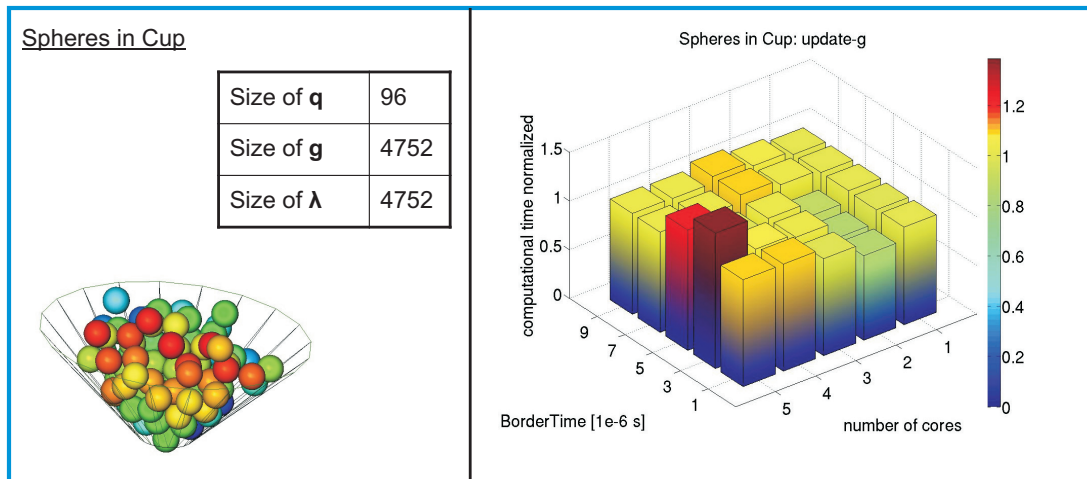 Spheres in Cup
Size of q 96
Size of g 4752
Size of λ 4752
Spheres in Cup: update-g
computational time normalized
1.5
1
0.5
0
9
7
5
3
1
BorderTime [1e-6 s]
5
4
3
2
1
number of cores
1.2
1
0.8
0.6
0.4
0.2
0